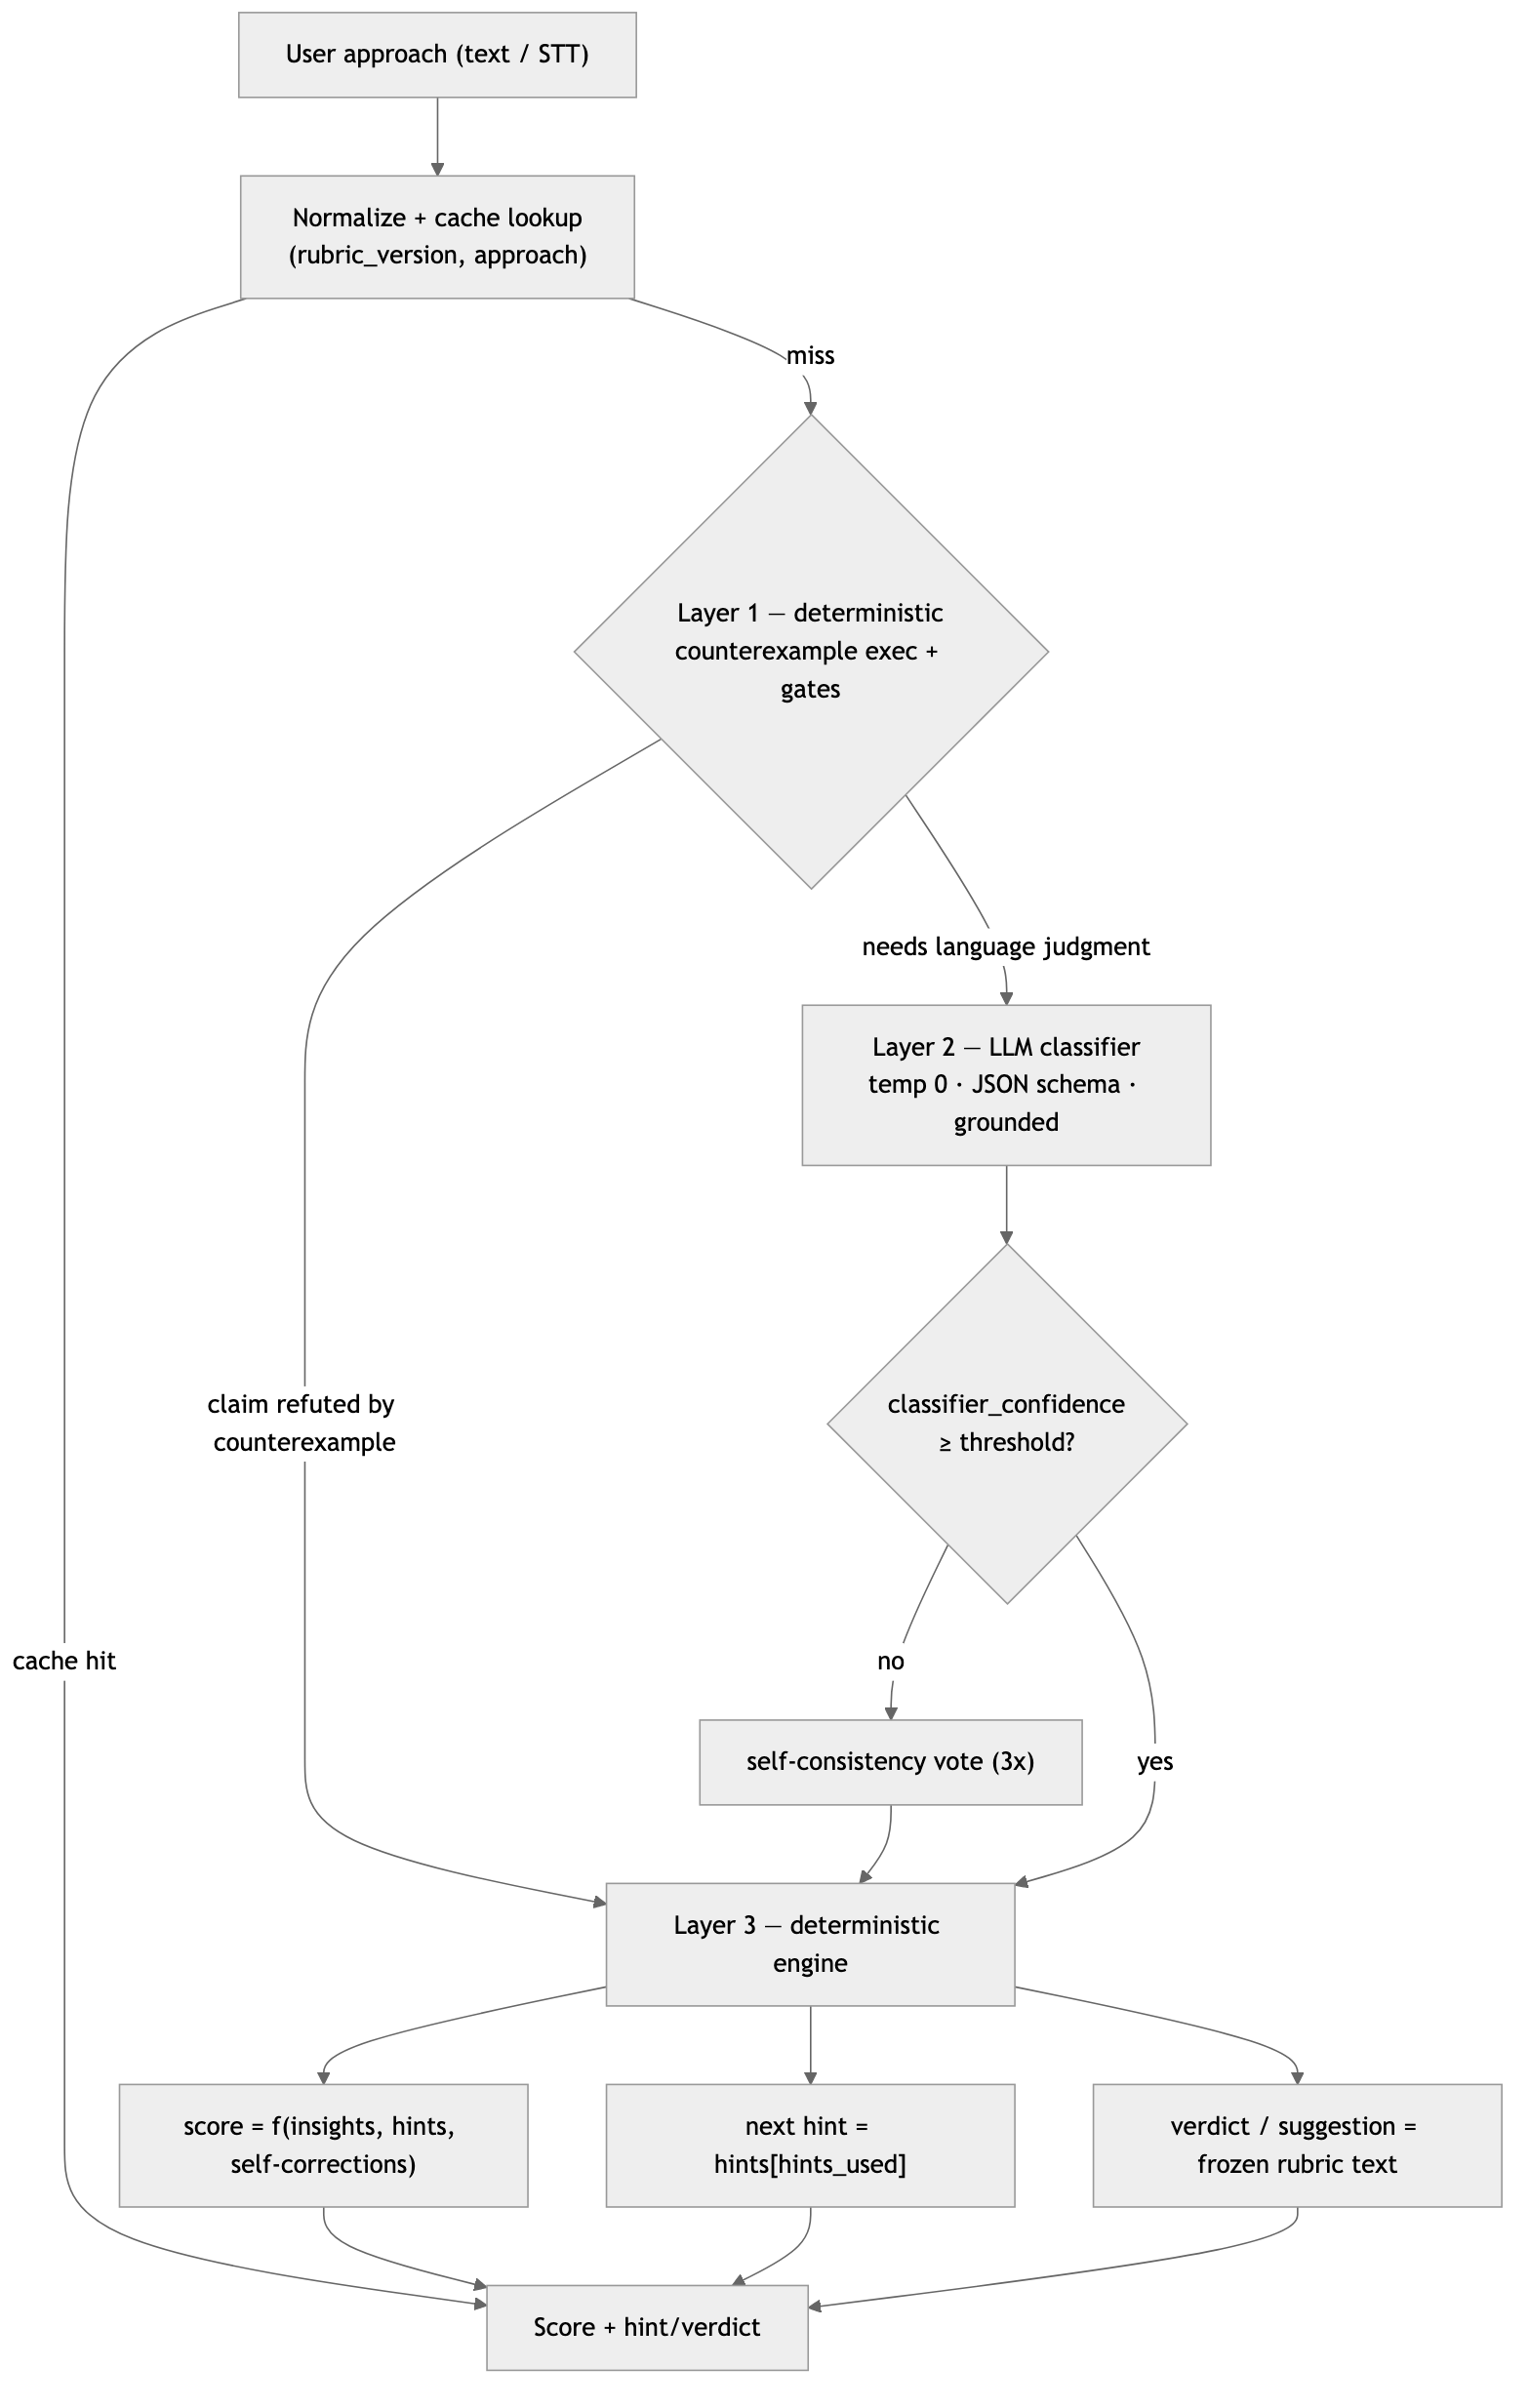 User approach (text / STT)
Normalize + cache lookup
(rubric_version, approach)
miss
Layer 1 — deterministic
counterexample exec +
gates
needs language judgment
Layer 2 — LLM classifier
temp 0 · JSON schema ·
grounded
claim refuted by
counterexample
classifier_confidence
≥ threshold?
cache hit
no
self-consistency vote (3x)
yes
Layer 3 — deterministic
engine
score = f(insights, hints,
self-corrections)
next hint =
hints[hints_used]
verdict / suggestion =
frozen rubric text
Score + hint/verdict